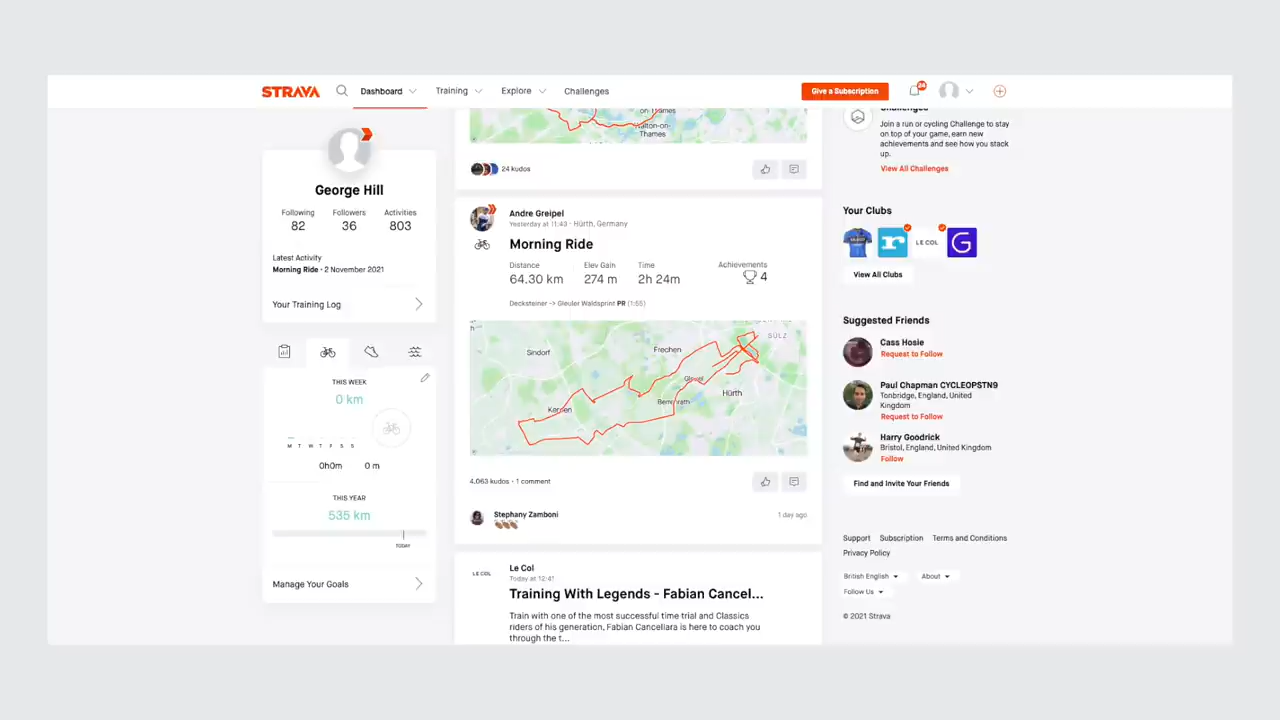 STRAVA
Dashboard
Training
Explore
Challenges
Give a Subscription
24
George Hill
Following
Followers
Activities
82
36
803
Latest Activity
Morning Ride · 2 November 2021
Your Training Log
THIS WEEK
0 km
M T W T F S S
0h0m
0 m
THIS YEAR
535 km
TODAY
Manage Your Goals
on-Thames
Walton-on-
Thames
24 kudos
Andre Greipel
Yesterday at 11:43 · Hürth, Germany
Morning Ride
Distance
Elev Gain
Time
Achievements
64.30 km
274 m
2h 24m
4
Decksteiner -> Gleuler Waldsprint PR (1:55)
SÜLZ
Sindorf
Frechen
Gleuel
Hürth
Kerpen
Berrenrath
4,063 kudos · 1 comment
Stephany Zamboni
1 day ago
LE COL
Le Col
Today at 12:41
Training With Legends - Fabian Cancel...
Train with one of the most successful time trial and Classics
riders of his generation, Fabian Cancellara is here to coach you
through the t...
Challenges
Join a run or cycling Challenge to stay
on top of your game, earn new
achievements and see how you stack
up.
View All Challenges
Your Clubs
r
LE COL
G
View All Clubs
Suggested Friends
Cass Hosie
Request to Follow
Paul Chapman CYCLEOPSTN9
Tonbridge, England, United
Kingdom
Request to Follow
Harry Goodrick
Bristol, England, United Kingdom
Follow
Find and Invite Your Friends
Support
Subscription
Terms and Conditions
Privacy Policy
British English
About
Follow Us
© 2021 Strava